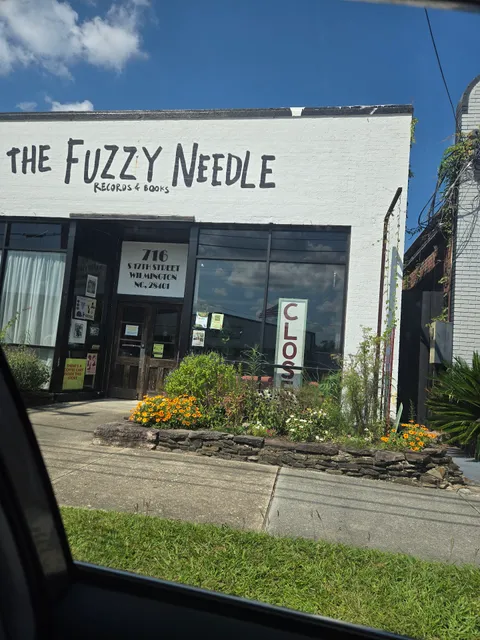 THE FUZZY NEEDLE
RECORDS & BOOKS
716
S 17TH STREET
WILMINGTON
NC, 28401
CLOS